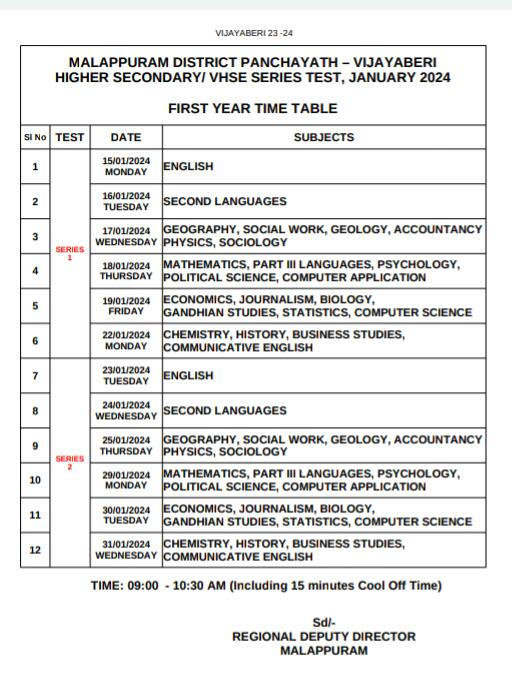 VIJAYABERI 23 -24
MALAPPURAM DISTRICT PANCHAYATH – VIJAYABERI
HIGHER SECONDARY/ VHSE SERIES TEST, JANUARY 2024
FIRST YEAR TIME TABLE
Sl No TEST DATE SUBJECTS
SERIES
1
1 15/01/2024
MONDAY
ENGLISH
2 16/01/2024
TUESDAY
SECOND LANGUAGES
3 17/01/2024
WEDNESDAY
GEOGRAPHY, SOCIAL WORK, GEOLOGY, ACCOUNTANCY
PHYSICS, SOCIOLOGY
4 18/01/2024
THURSDAY
MATHEMATICS, PART III LANGUAGES, PSYCHOLOGY,
POLITICAL SCIENCE, COMPUTER APPLICATION
5 19/01/2024
FRIDAY
ECONOMICS, JOURNALISM, BIOLOGY,
GANDHIAN STUDIES, STATISTICS, COMPUTER SCIENCE
6 22/01/2024
MONDAY
CHEMISTRY, HISTORY, BUSINESS STUDIES,
COMMUNICATIVE ENGLISH
SERIES
2
7 23/01/2024
TUESDAY
ENGLISH
8 24/01/2024
WEDNESDAY
SECOND LANGUAGES
9 25/01/2024
THURSDAY
GEOGRAPHY, SOCIAL WORK, GEOLOGY, ACCOUNTANCY
PHYSICS, SOCIOLOGY
10 29/01/2024
MONDAY
MATHEMATICS, PART III LANGUAGES, PSYCHOLOGY,
POLITICAL SCIENCE, COMPUTER APPLICATION
11 30/01/2024
TUESDAY
ECONOMICS, JOURNALISM, BIOLOGY,
GANDHIAN STUDIES, STATISTICS, COMPUTER SCIENCE
12 31/01/2024
WEDNESDAY
CHEMISTRY, HISTORY, BUSINESS STUDIES,
COMMUNICATIVE ENGLISH
TIME: 09:00 - 10:30 AM (Including 15 minutes Cool Off Time)
Sd/-
REGIONAL DEPUTY DIRECTOR
MALAPPURAM